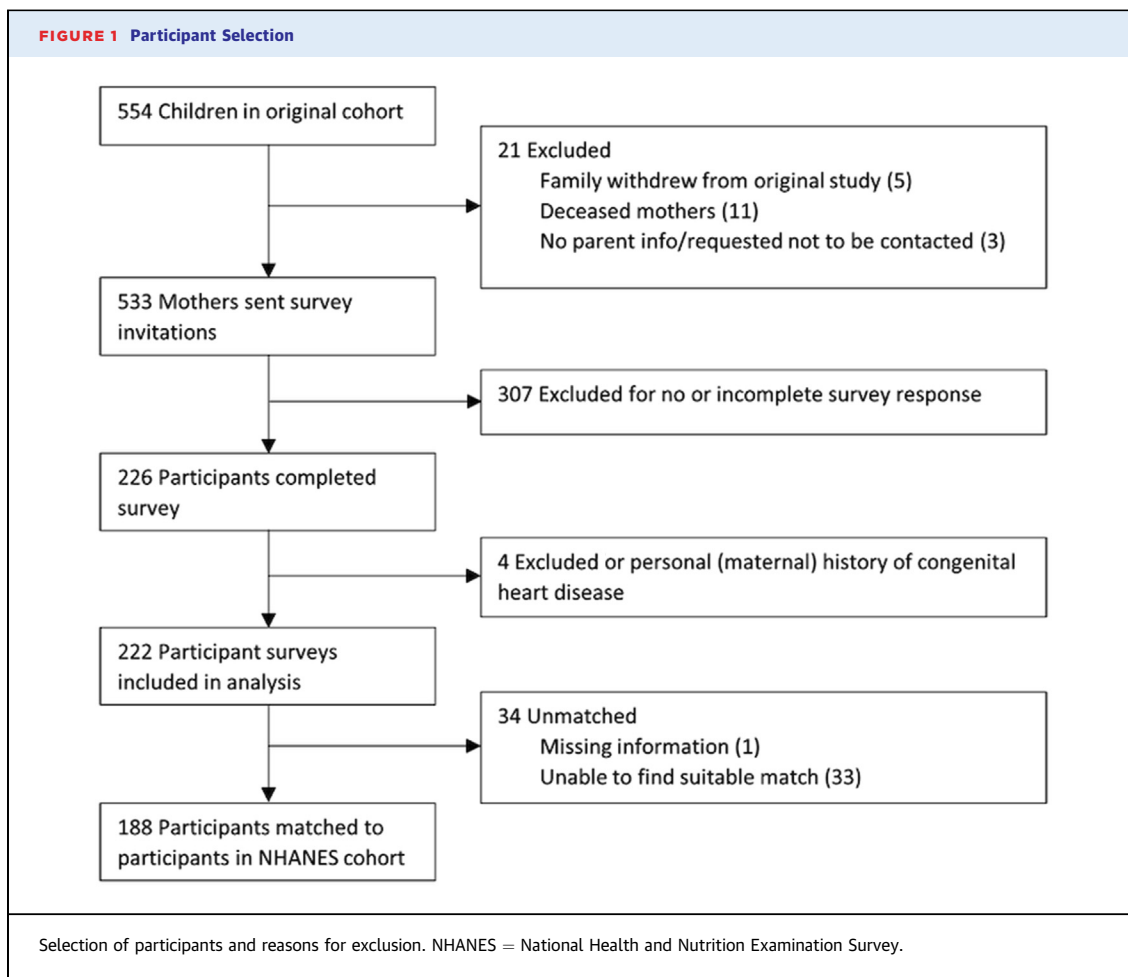 FIGURE 1 Participant Selection
554 Children in original cohort
21 Excluded
Family withdrew from original study (5)
Deceased mothers (11)
No parent info/requested not to be contacted (3)
533 Mothers sent survey
invitations
307 Excluded for no or incomplete survey response
226 Participants completed
survey
4 Excluded or personal (maternal) history of congenital
heart disease
222 Participant surveys
included in analysis
34 Unmatched
Missing information (1)
Unable to find suitable match (33)
188 Participants matched to
participants in NHANES cohort
Selection of participants and reasons for exclusion. NHANES = National Health and Nutrition Examination Survey.